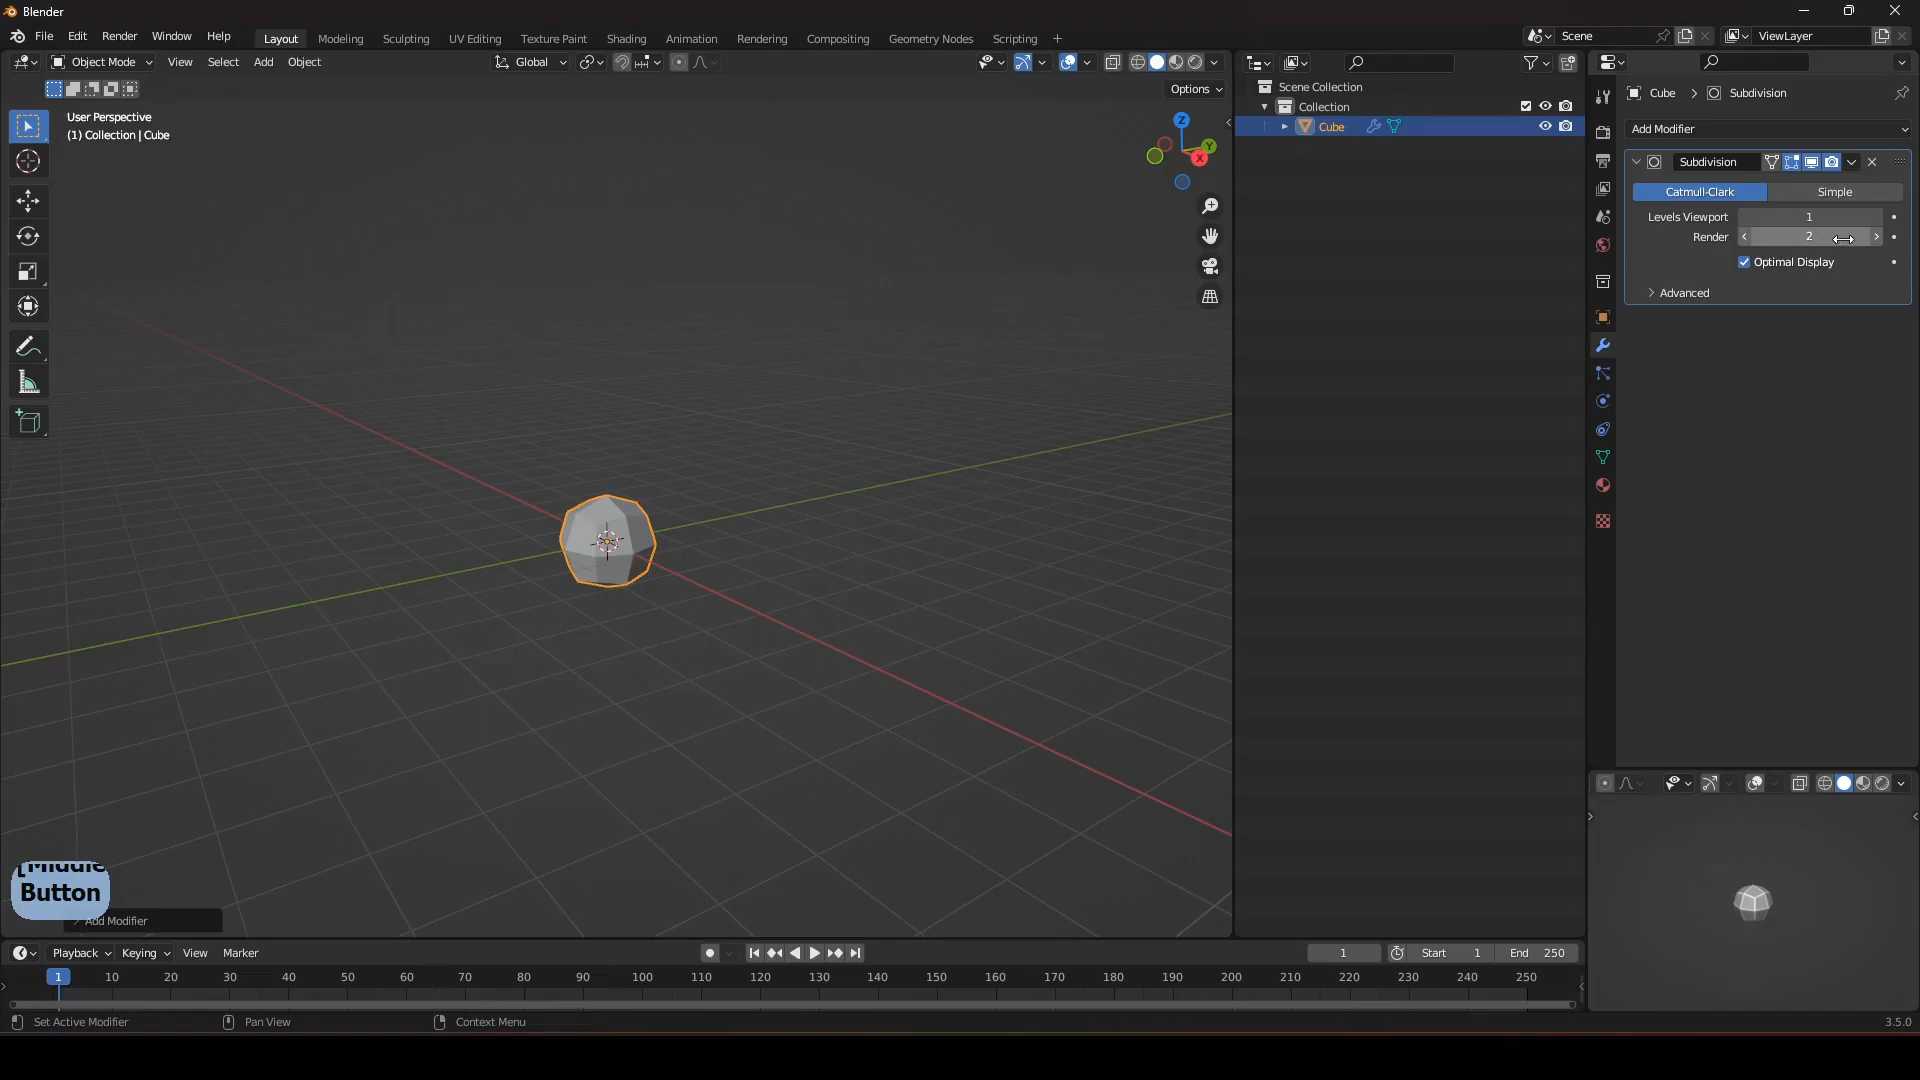 Blender
File Edit Render Window Help
Layout Modeling Sculpting UV Editing Texture Paint Shading Animation Rendering Compositing Geometry Nodes Scripting +
Scene
ViewLayer
Object Mode View Select Add Object
Global
Options
User Perspective
(1) Collection | Cube
Z
Y
X
Scene Collection
Collection
Cube
Cube > Subdivision
Add Modifier
Subdivision
Catmull-Clark Simple
Levels Viewport 1
Render 2
Optimal Display
Advanced
[Middle
Button
Add Modifier
Playback Keying View Marker
1 Start 1 End 250
1 10 20 30 40 50 60 70 80 90 100 110 120 130 140 150 160 170 180 190 200 210 220 230 240 250
Set Active Modifier Pan View Context Menu
3.5.0